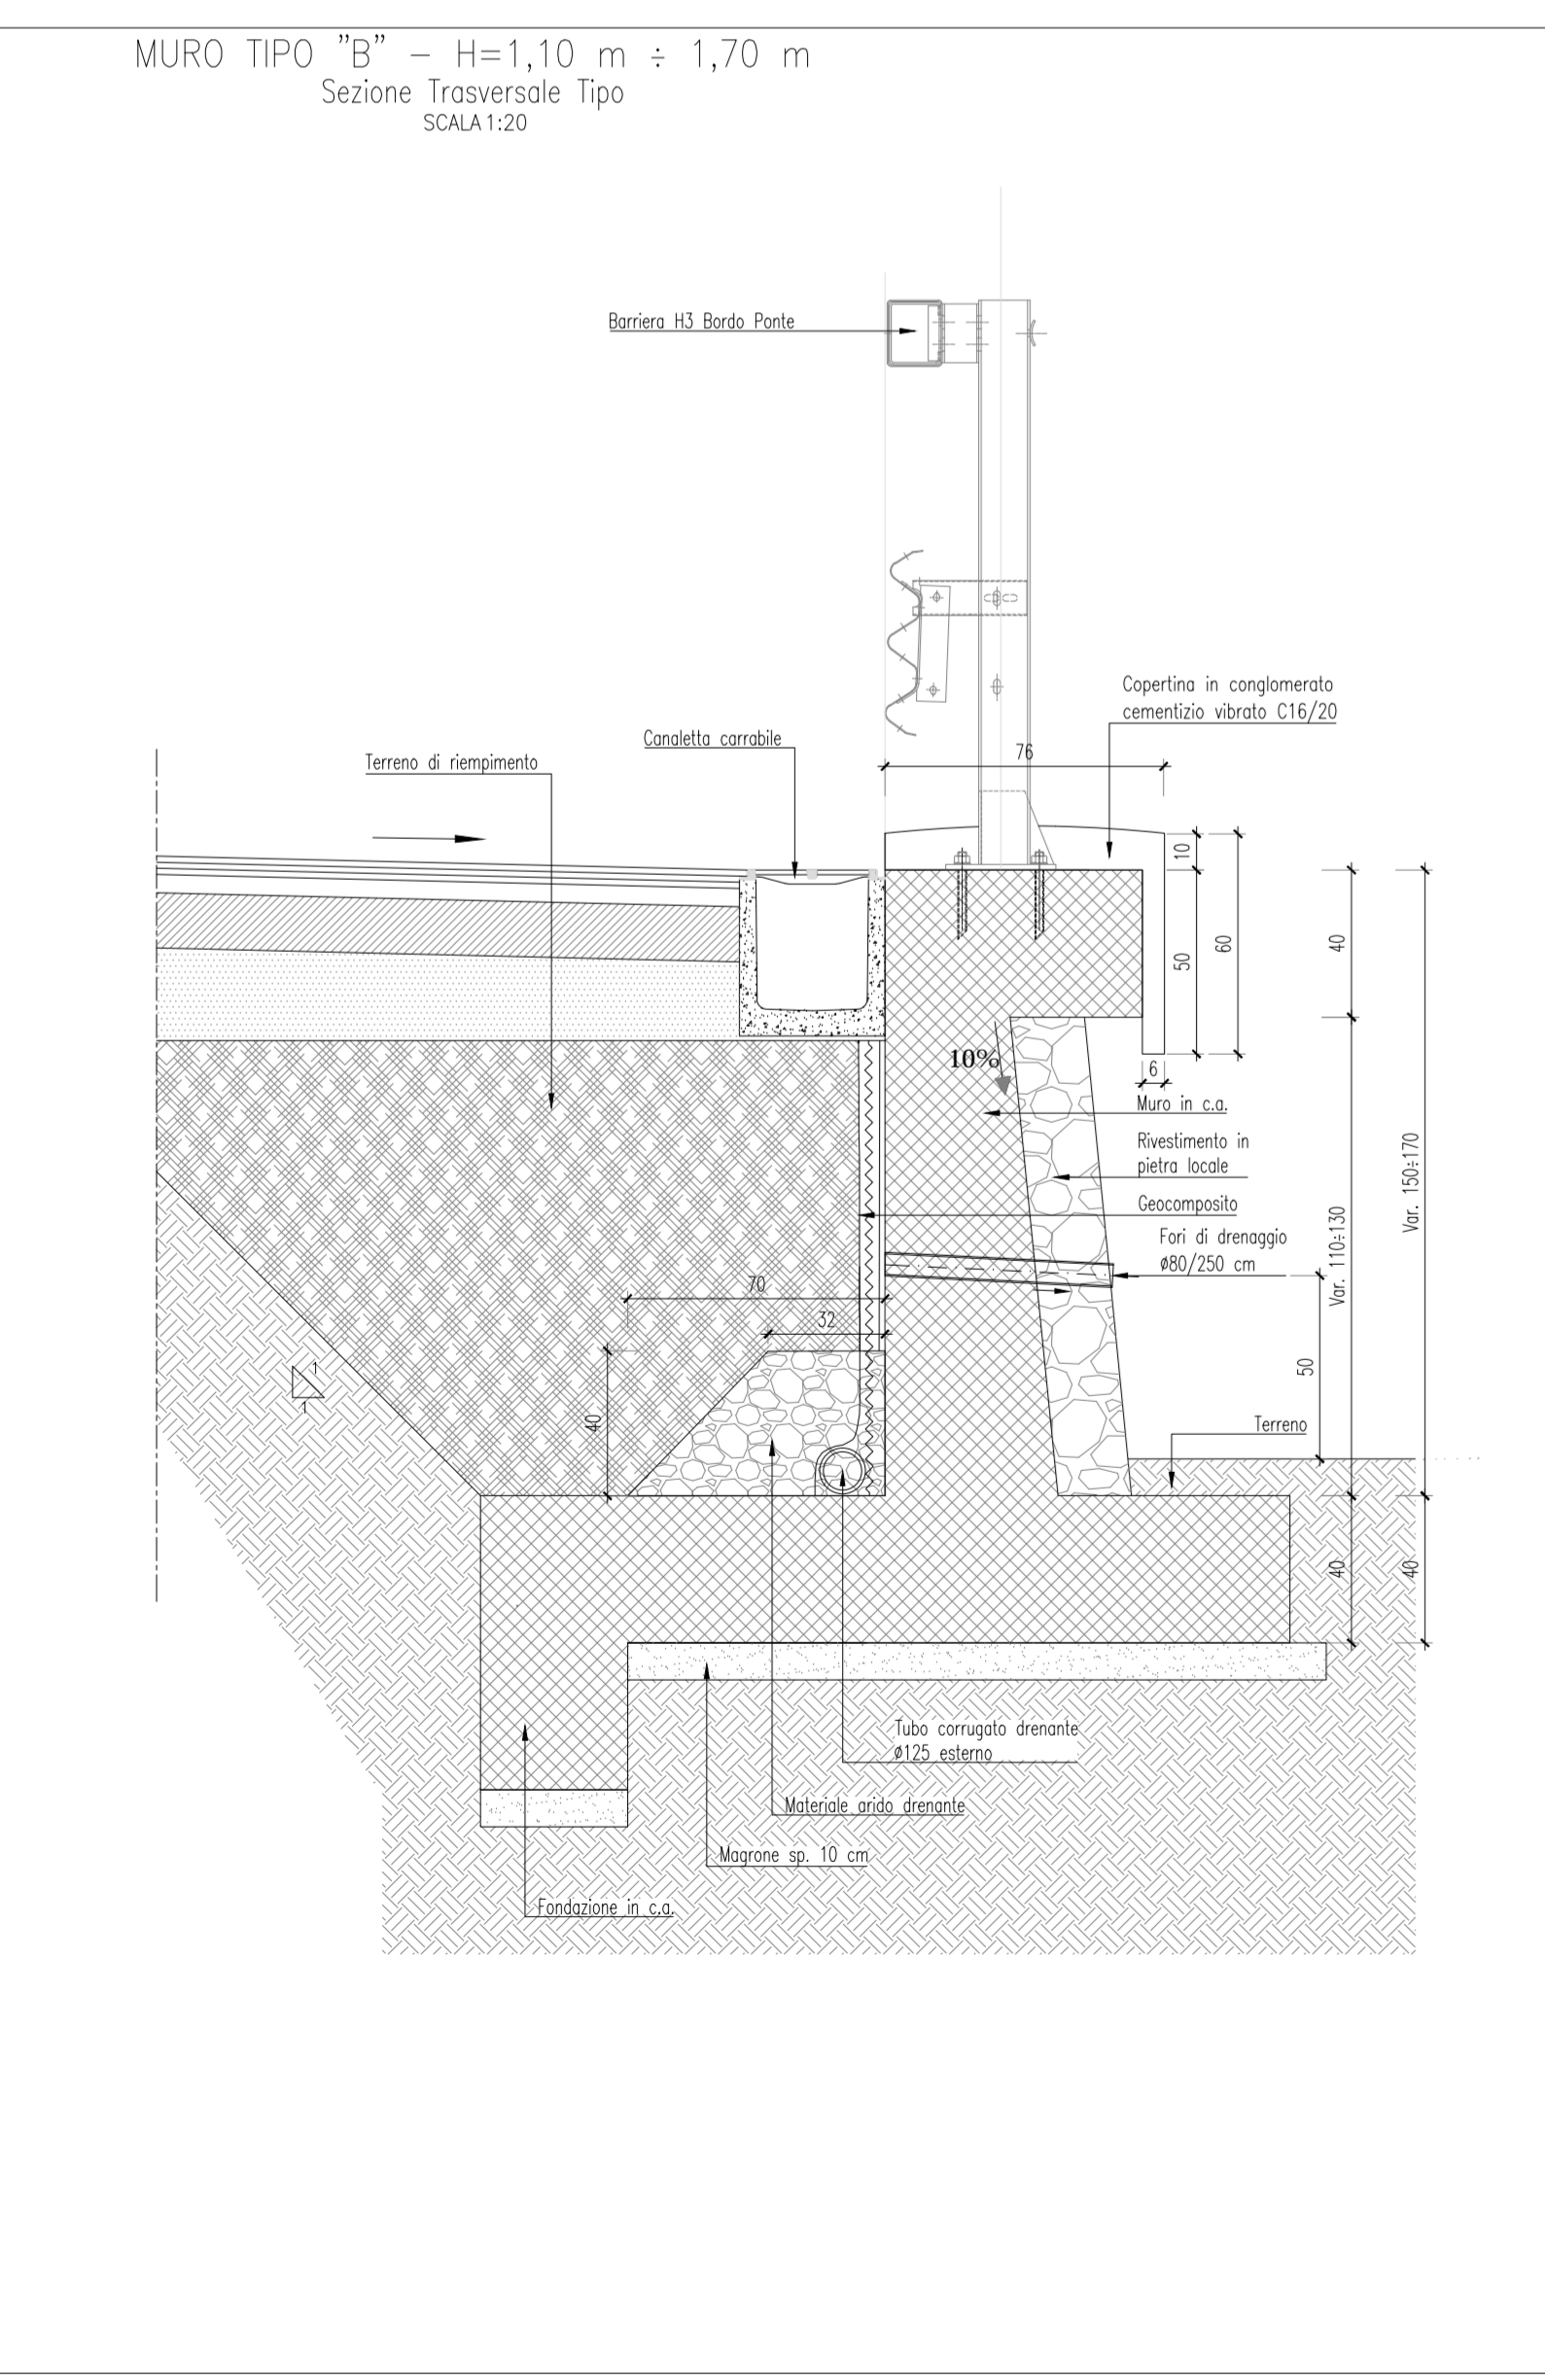 MURO TIPO "B" – H=1,10 m ÷ 1,70 m
Sezione Trasversale Tipo
SCALA 1:20
Barriera H3 Bordo Ponte
Copertina in conglomerato
cementizio vibrato C16/20
Canaletta carrabile
76
Terreno di riempimento
10
50
60
40
10%
6
Muro in c.a.
Rivestimento in
pietra locale
Var. 150÷170
Geocomposito
Var. 110÷130
Fori di drenaggio
ø80/250 cm
70
32
50
1
1
40
Terreno
40
40
Tubo corrugato drenante
ø125 esterno
Materiale arido drenante
Magrone sp. 10 cm
Fondazione in c.a.